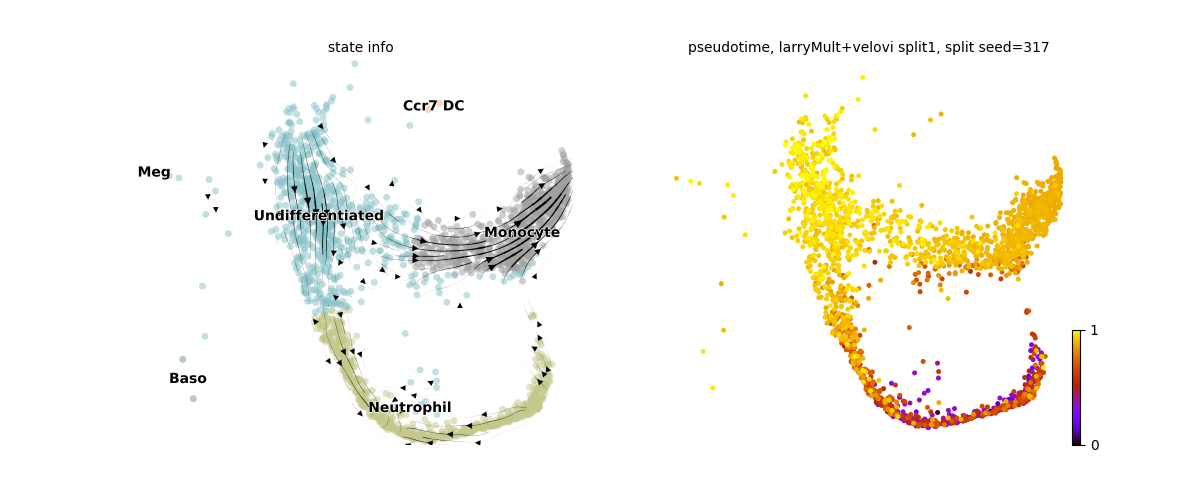 state info
pseudotime, larryMult+velovi split1, split seed=317
Ccr7 DC
Meg
Undifferentiated
Monocyte
Baso
Neutrophil
1
0